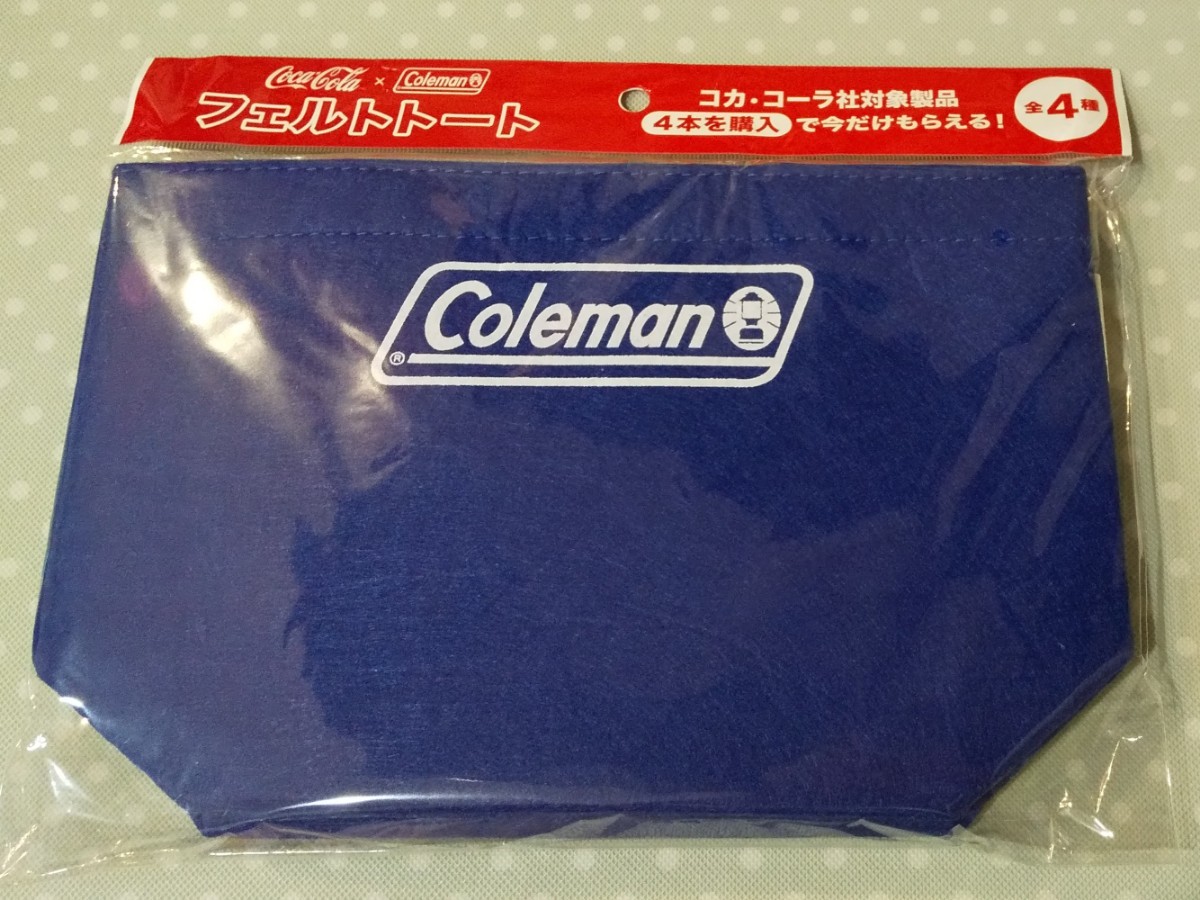 Coca-Cola × Coleman
フェルトトート
コカ・コーラ社対象製品
4本を購入で今だけもらえる!
全4種
Coleman
®